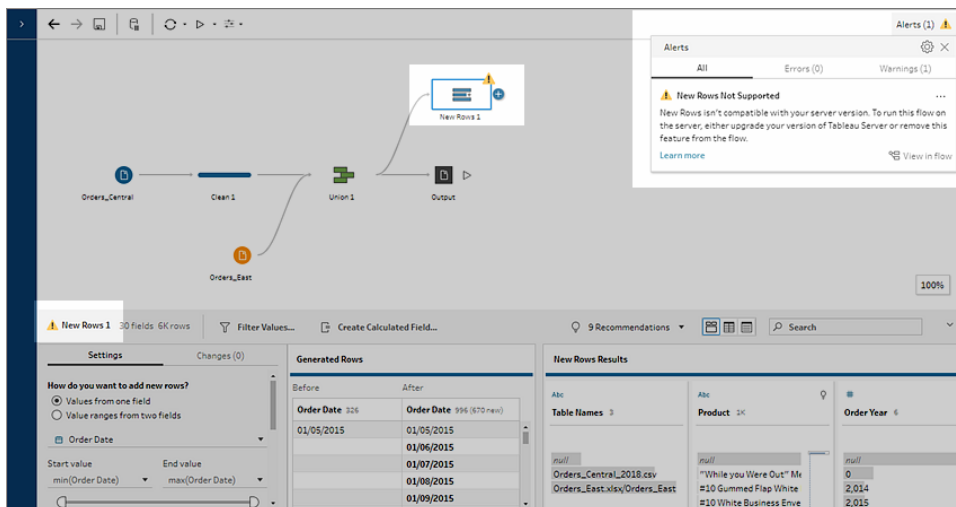 Alerts (1)
Alerts
All
Errors (0)
Warnings (1)
New Rows Not Supported
...
New Rows isn't compatible with your server version. To run this flow on
the server, either upgrade your version of Tableau Server or remove this
feature from the flow.
Learn more
View in flow
New Rows 1
Orders_Central
Clean 1
Union 1
Output
Orders_East
100%
New Rows 1 30 fields 6K rows
Filter Values...
Create Calculated Field...
9 Recommendations
Search
Settings
Changes (0)
How do you want to add new rows?
Values from one field
Value ranges from two fields
Order Date
Start value
End value
min(Order Date)
max(Order Date)
Generated Rows
Before
After
Order Date 326
Order Date 996 (670 new)
01/05/2015
01/05/2015
01/06/2015
01/07/2015
01/08/2015
01/09/2015
New Rows Results
Abc
Table Names 3
null
Orders_Central_2018.csv
Orders_East.xlsx/Orders_East
Abc
Product 1K
null
"While you Were Out" Me
#10 Gummed Flap White
#10 White Business Enve
#
Order Year 6
null
0
2,014
2,015